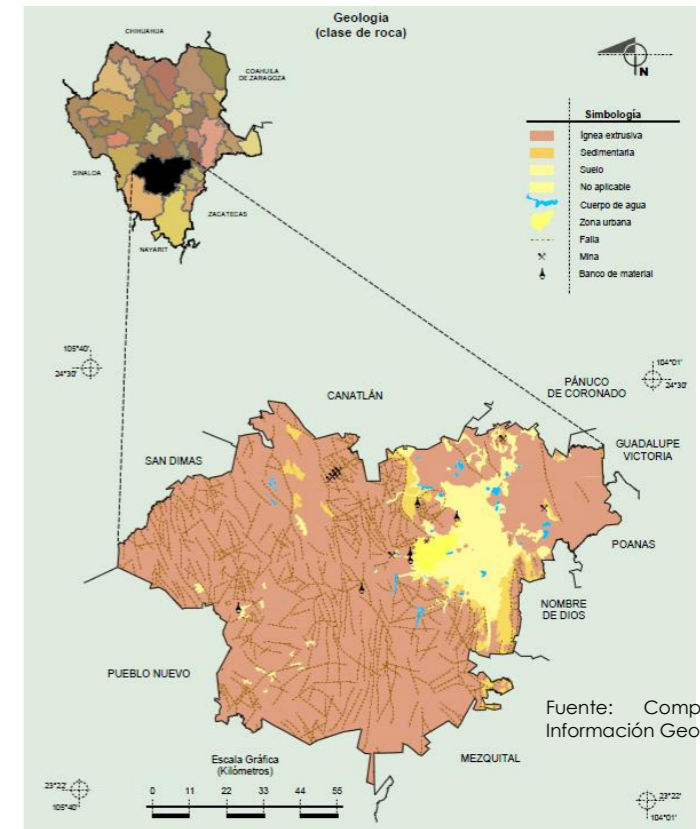 Geología
(clase de roca)
CHIHUAHUA
COAHUILA
DE ZARAGOZA
SINALOA
ZACATECAS
NAYARIT
N
Simbología
Ígnea extrusiva
Sedimentaria
Suelo
No aplicable
Cuerpo de agua
Zona urbana
Falla
Mina
Banco de material
105°40'
24°30'
104°01'
24°30'
CANATLÁN
PÁNUCO
DE CORONADO
SAN DIMAS
GUADALUPE
VICTORIA
POANAS
NOMBRE
DE DIOS
PUEBLO NUEVO
MEZQUITAL
Fuente: Comp
Información Geo
Escala Gráfica
(Kilómetros)
0 11 22 33 44 55
23°22'
105°40'
23°22'
104°01'